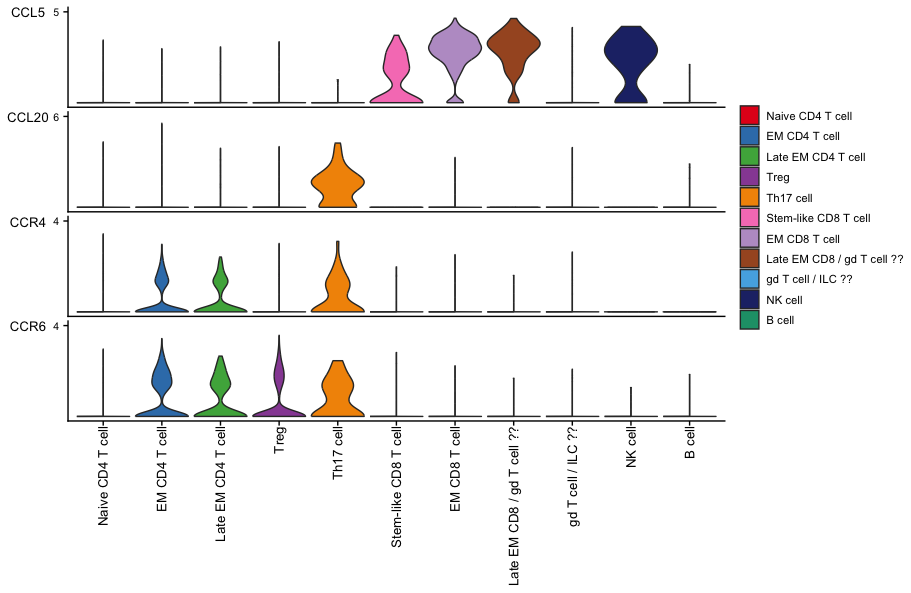 CCL5 5
CCL20 6
CCR4 4
CCR6 4
Naive CD4 T cell
EM CD4 T cell
Late EM CD4 T cell
Treg
Th17 cell
Stem-like CD8 T cell
EM CD8 T cell
Late EM CD8 / gd T cell ??
gd T cell / ILC ??
NK cell
B cell
Naive CD4 T cell
EM CD4 T cell
Late EM CD4 T cell
Treg
Th17 cell
Stem-like CD8 T cell
EM CD8 T cell
Late EM CD8 / gd T cell ??
gd T cell / ILC ??
NK cell
B cell